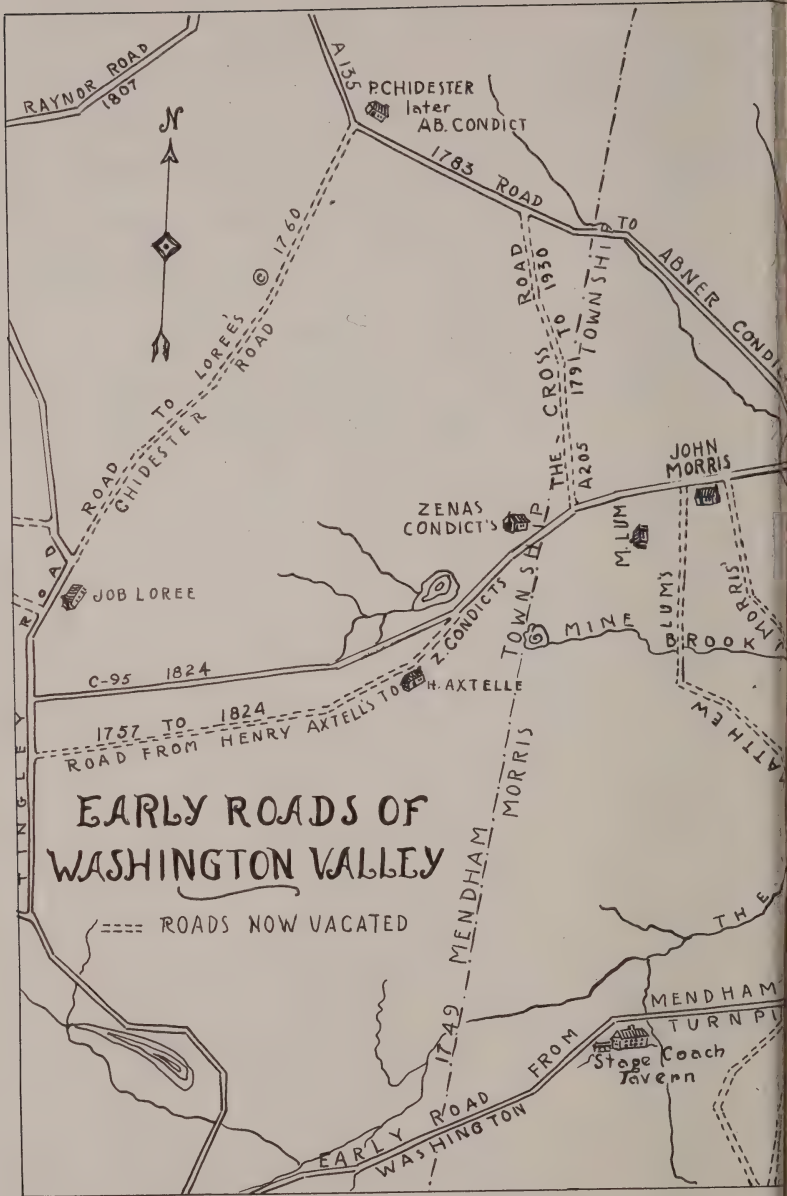 RAYNOR ROAD
1807
A 135
P. CHIDESTER
later
AB. CONDICT
N
1783 ROAD TO ABNER CONDI
© 1760
ROAD TO LOREE'S
CHIDESTER ROAD
THE CROSS ROAD
1791 TO 1930
A205
TOWNSHIP
JOHN
MORRIS
ZENAS
CONDICT'S
M. LUM
LUM'S
MORRIS'
JOB LOREE
MINE BROOK
MATTHEW
C-95 1824
1757 TO 1824
ROAD FROM HENRY AXTELL'S TO Z. CONDICTS
H. AXTELLE
TINGLEY ROAD
EARLY ROADS OF
WASHINGTON VALLEY
==== ROADS NOW VACATED
1749 MENDHAM TOWNSHIP
MORRIS TOWNSHIP
THE
MENDHAM
TURNPI
Stage Coach
Tavern
EARLY ROAD FROM
WASHINGTON